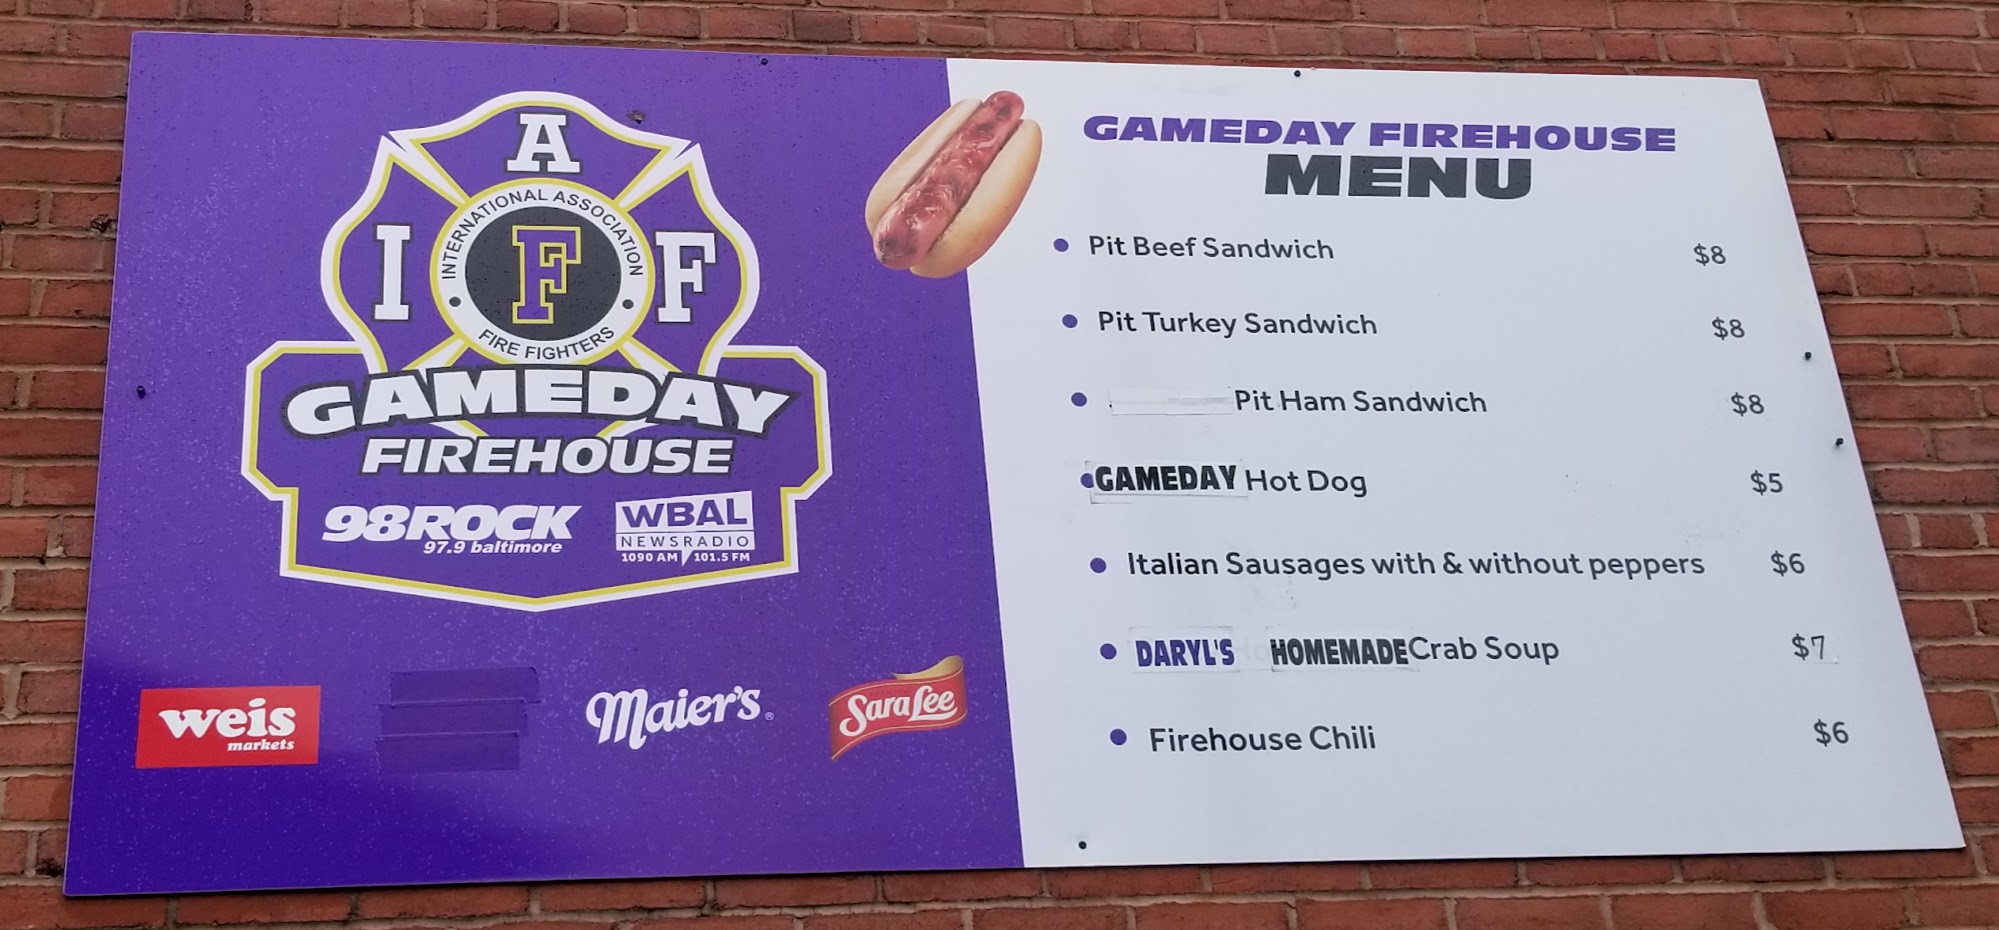 A
I F F
INTERNATIONAL ASSOCIATION
FIRE FIGHTERS
GAMEDAY
FIREHOUSE
98ROCK
97.9 baltimore
WBAL
NEWSRADIO
1090 AM 101.5 FM
weis
markets
Maier's®
Sara Lee
GAMEDAY FIREHOUSE
MENU
• Pit Beef Sandwich $8
• Pit Turkey Sandwich $8
• Pit Ham Sandwich $8
• GAMEDAY Hot Dog $5
• Italian Sausages with & without peppers $6
• DARYL'S HOMEMADE Crab Soup $7
• Firehouse Chili $6